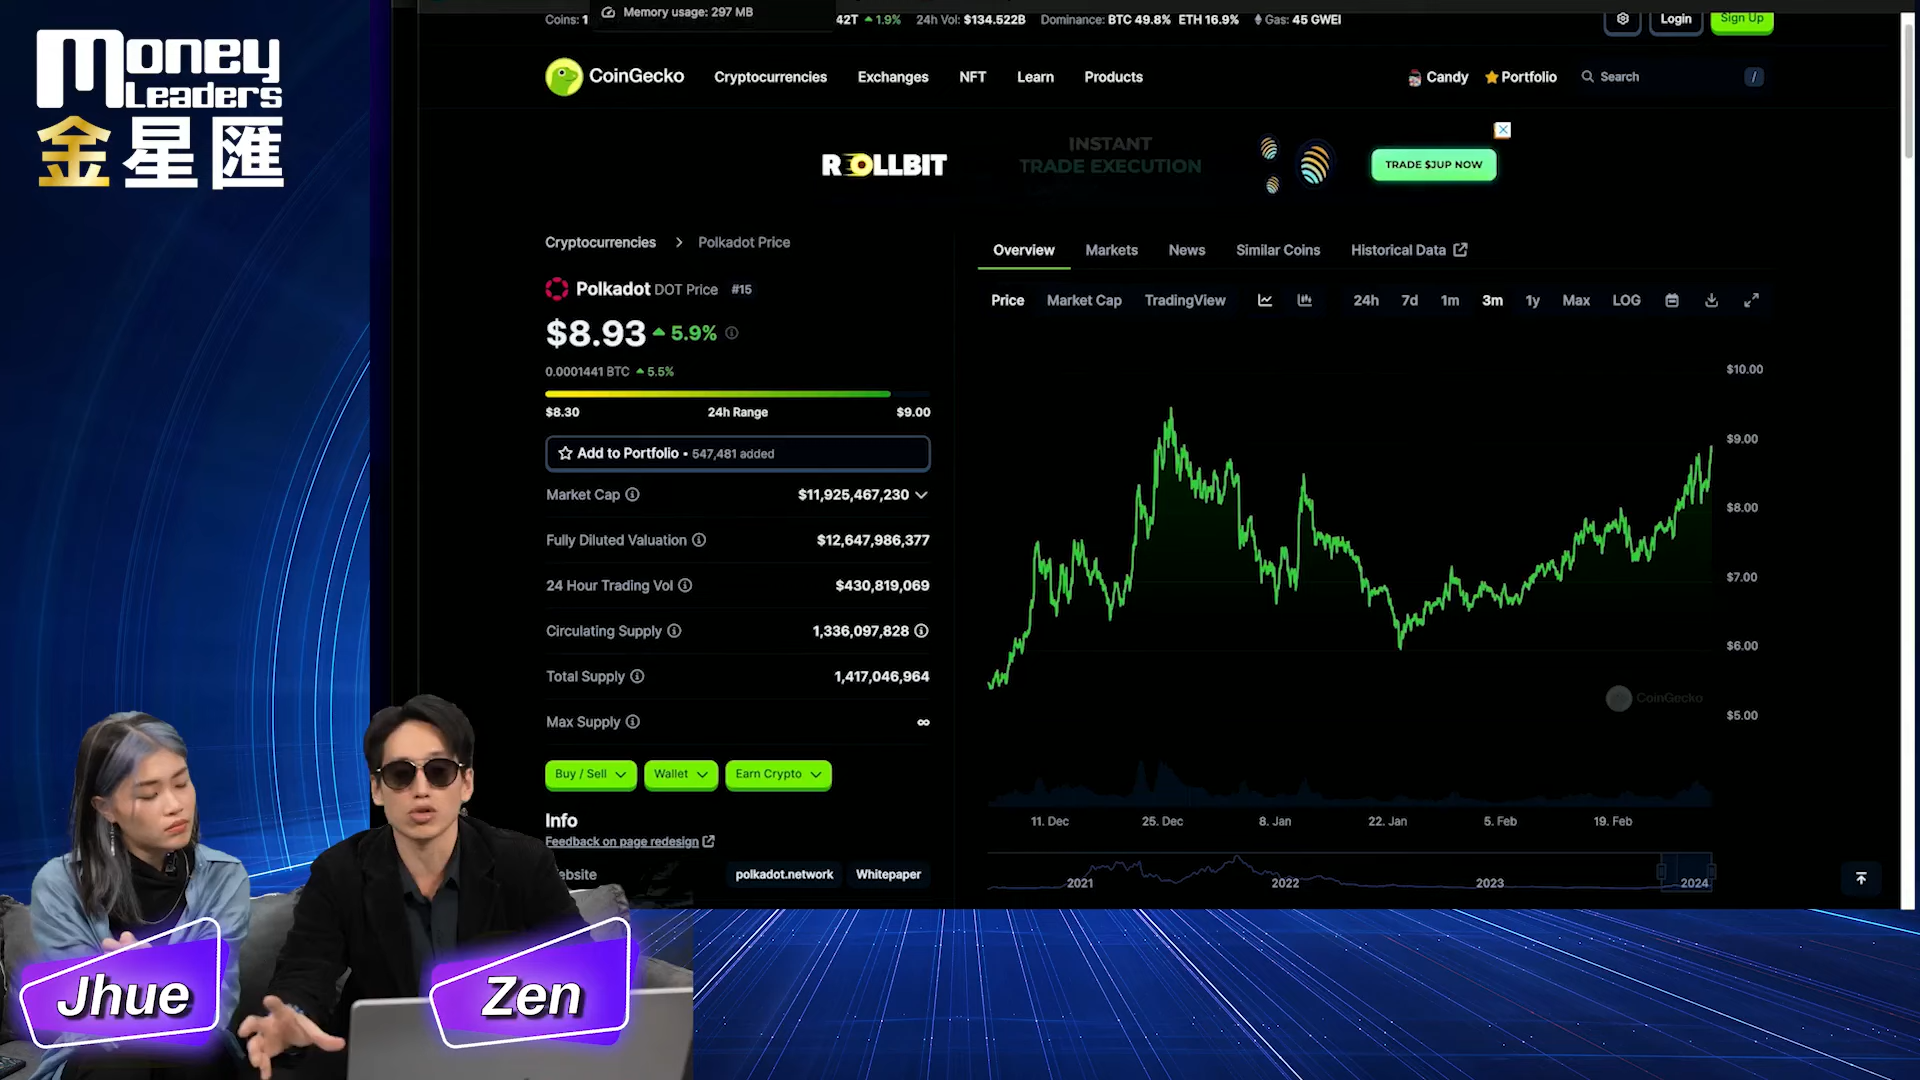 Money
Leaders
金星匯
Memory usage: 297 MB
Coins: 1
42T 1.9% 24h Vol: $134.522B Dominance: BTC 49.8% ETH 16.9% Gas: 45 GWEI
Login
Sign Up
CoinGecko
Cryptocurrencies
Exchanges
NFT
Learn
Products
Candy
Portfolio
Search
/
ROLLBIT
INSTANT
TRADE EXECUTION
TRADE $JUP NOW
Cryptocurrencies > Polkadot Price
Polkadot DOT Price #15
$8.93 5.9%
0.0001441 BTC 5.5%
$8.30 24h Range $9.00
Add to Portfolio • 547,481 added
Market Cap $11,925,467,230
Fully Diluted Valuation $12,647,986,377
24 Hour Trading Vol $430,819,069
Circulating Supply 1,336,097,828
Total Supply 1,417,046,964
Max Supply ∞
Buy / Sell
Wallet
Earn Crypto
Info
Feedback on page redesign
ebsite
polkadot.network
Whitepaper
Overview
Markets
News
Similar Coins
Historical Data
Price
Market Cap
TradingView
24h 7d 1m 3m 1y Max LOG
$10.00
$9.00
$8.00
$7.00
$6.00
CoinGecko
$5.00
11. Dec 25. Dec 8. Jan 22. Jan 5. Feb 19. Feb
2021 2022 2023 2024
Jhue
Zen